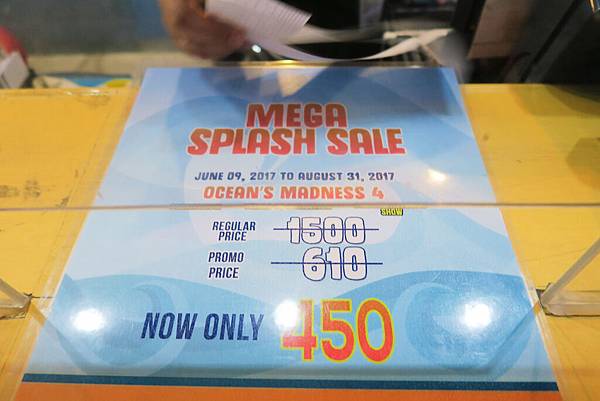 MEGA
SPLASH SALE
JUNE 09, 2017 TO AUGUST 31, 2017
OCEAN'S MADNESS 4
SHOW
REGULAR
PRICE
1500
PROMO
PRICE
610
NOW ONLY 450